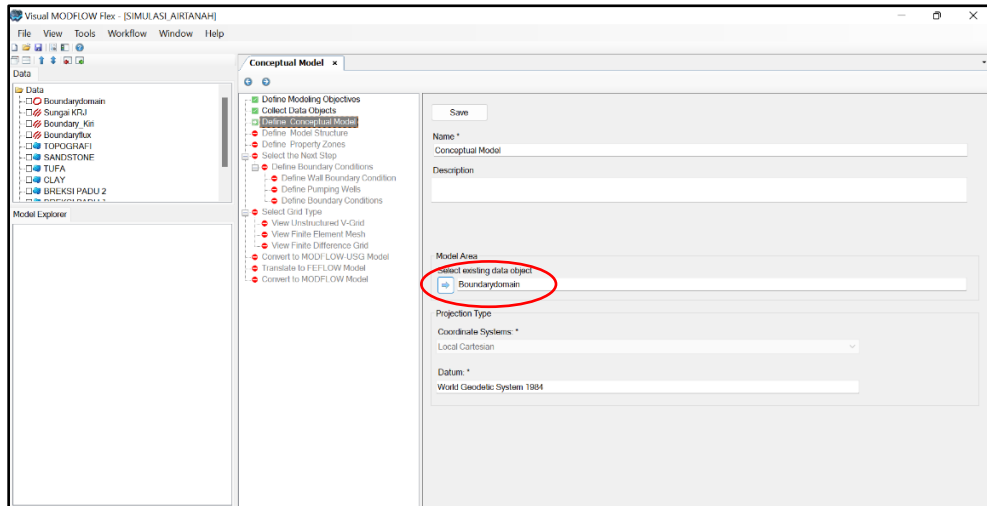 Visual MODFLOW Flex - [SIMULASI_AIRTANAH]
File View Tools Workflow Window Help
Data
Data
Boundarydomain
Sungai KRJ
Boundary_Kiri
Boundaryflux
TOPOGRAFI
SANDSTONE
TUFA
CLAY
BREKSI PADU 2
Model Explorer
Conceptual Model
Define Modeling Objectives
Collect Data Objects
Define Conceptual Model
Define Model Structure
Define Property Zones
Select the Next Step
Define Boundary Conditions
Define Wall Boundary Condition
Define Pumping Wells
Define Boundary Conditions
Select Grid Type
View Unstructured V-Grid
View Finite Element Mesh
View Finite Difference Grid
Convert to MODFLOW-USG Model
Translate to FEFLOW Model
Convert to MODFLOW Model
Save
Name *
Conceptual Model
Description
Model Area
Select existing data object
Boundarydomain
Projection Type
Coordinate Systems: *
Local Cartesian
Datum: *
World Geodetic System 1984